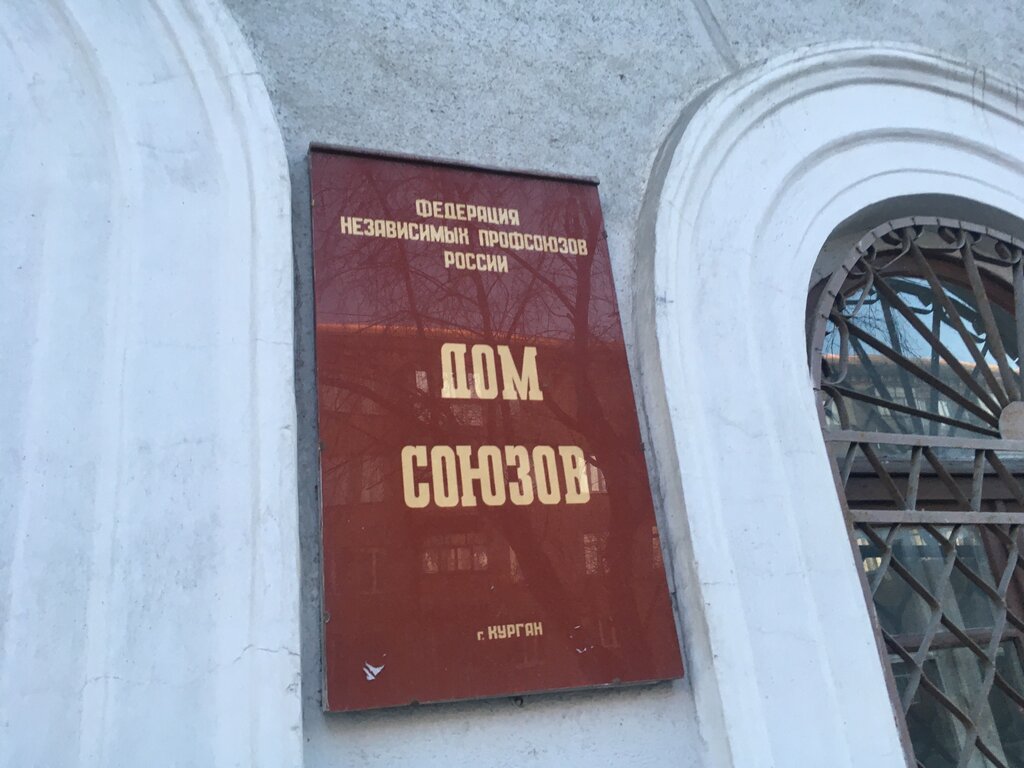 ФЕДЕРАЦИЯ
НЕЗАВИСИМЫХ ПРОФСОЮЗОВ
РОССИИ
ДОМ
СОЮЗОВ
г. КУРГАН